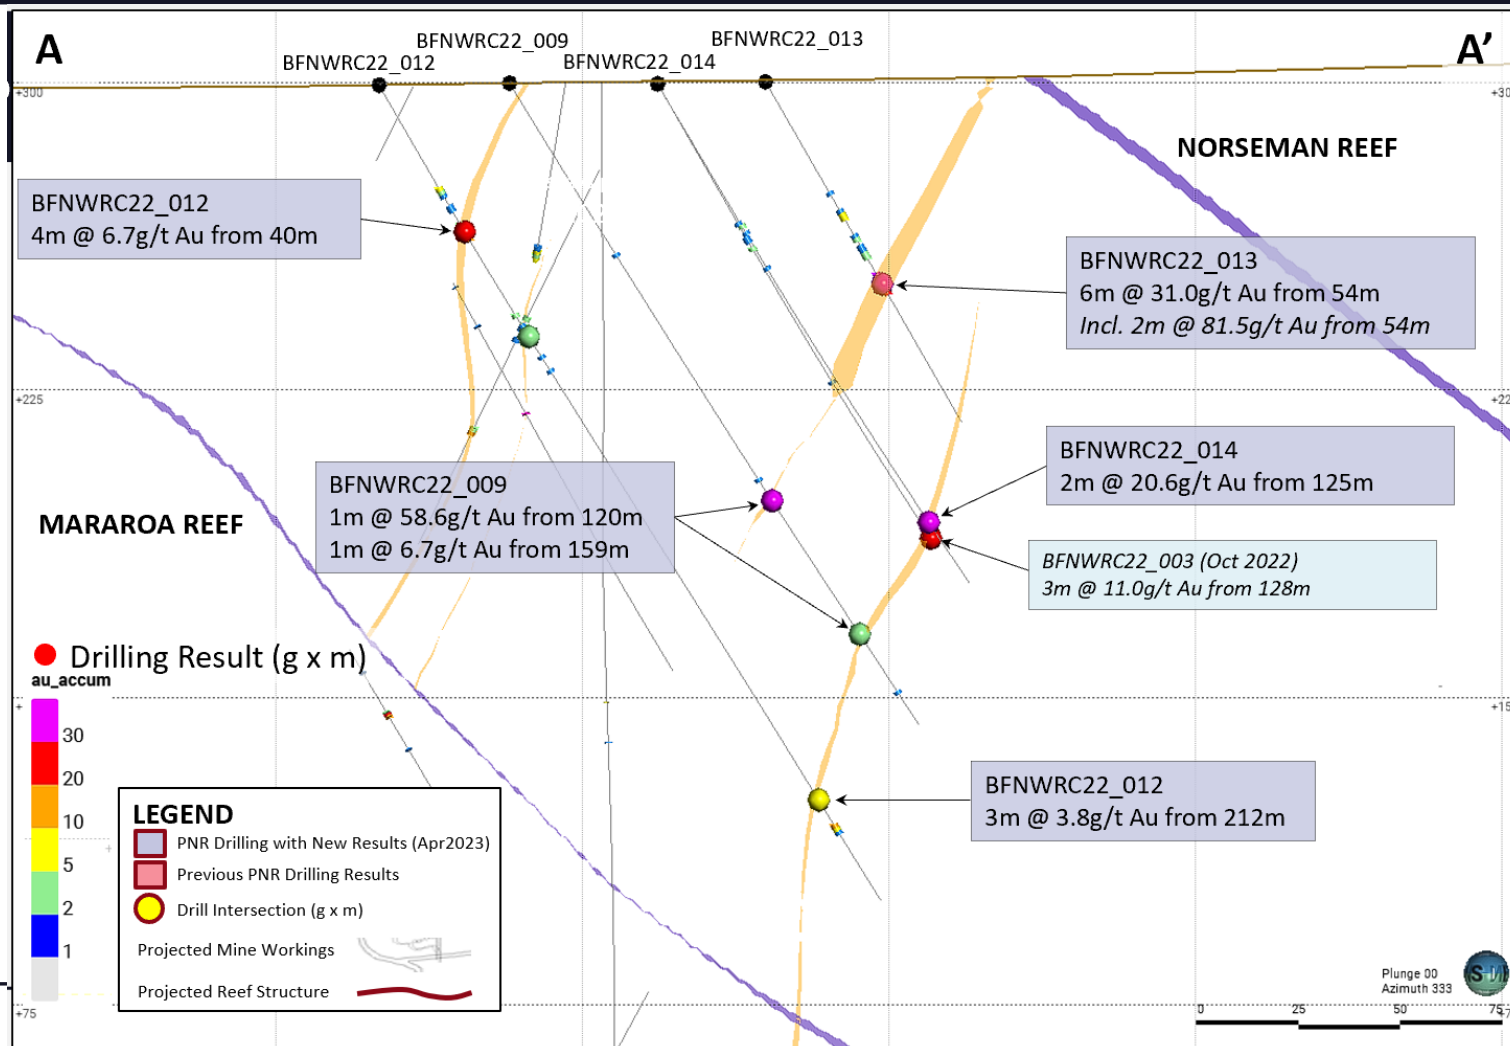 A
BFNWRC22_012
BFNWRC22_009
BFNWRC22_014
BFNWRC22_013
A’
+300
+30
NORSEMAN REEF
BFNWRC22_012
4m @ 6.7g/t Au from 40m
BFNWRC22_013
6m @ 31.0g/t Au from 54m
Incl. 2m @ 81.5g/t Au from 54m
+225
+22
BFNWRC22_014
2m @ 20.6g/t Au from 125m
BFNWRC22_009
1m @ 58.6g/t Au from 120m
1m @ 6.7g/t Au from 159m
MARAROA REEF
BFNWRC22_003 (Oct 2022)
3m @ 11.0g/t Au from 128m
Drilling Result (g x m)
au_accum
30
20
10
5
2
1
+
+15
BFNWRC22_012
3m @ 3.8g/t Au from 212m
LEGEND
PNR Drilling with New Results (Apr2023)
Previous PNR Drilling Results
Drill Intersection (g x m)
Projected Mine Workings
Projected Reef Structure
+75
Plunge 00
Azimuth 333
0 25 50 75